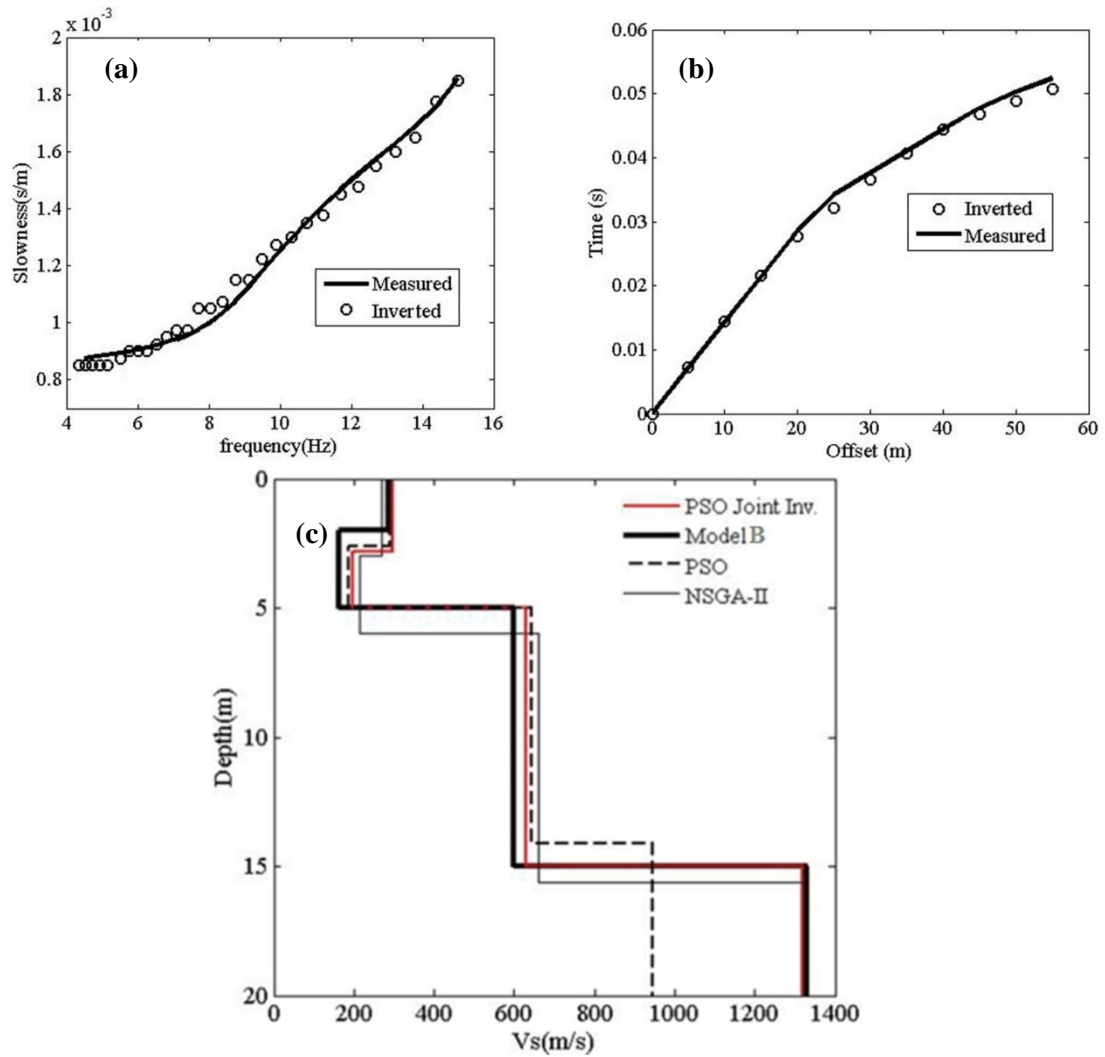 x 10⁻³
2
1.8
1.6
1.4
1.2
1
0.8
Slowness(s/m)
(a)
Measured
Inverted
4 6 8 10 12 14 16
frequency(Hz)
0.06
0.05
0.04
0.03
0.02
0.01
0
Time (s)
(b)
Inverted
Measured
0 10 20 30 40 50 60
Offset (m)
0
5
10
15
20
Depth(m)
(c)
PSO Joint Inv.
Model B
PSO
NSGA-II
0 200 400 600 800 1000 1200 1400
Vs(m/s)